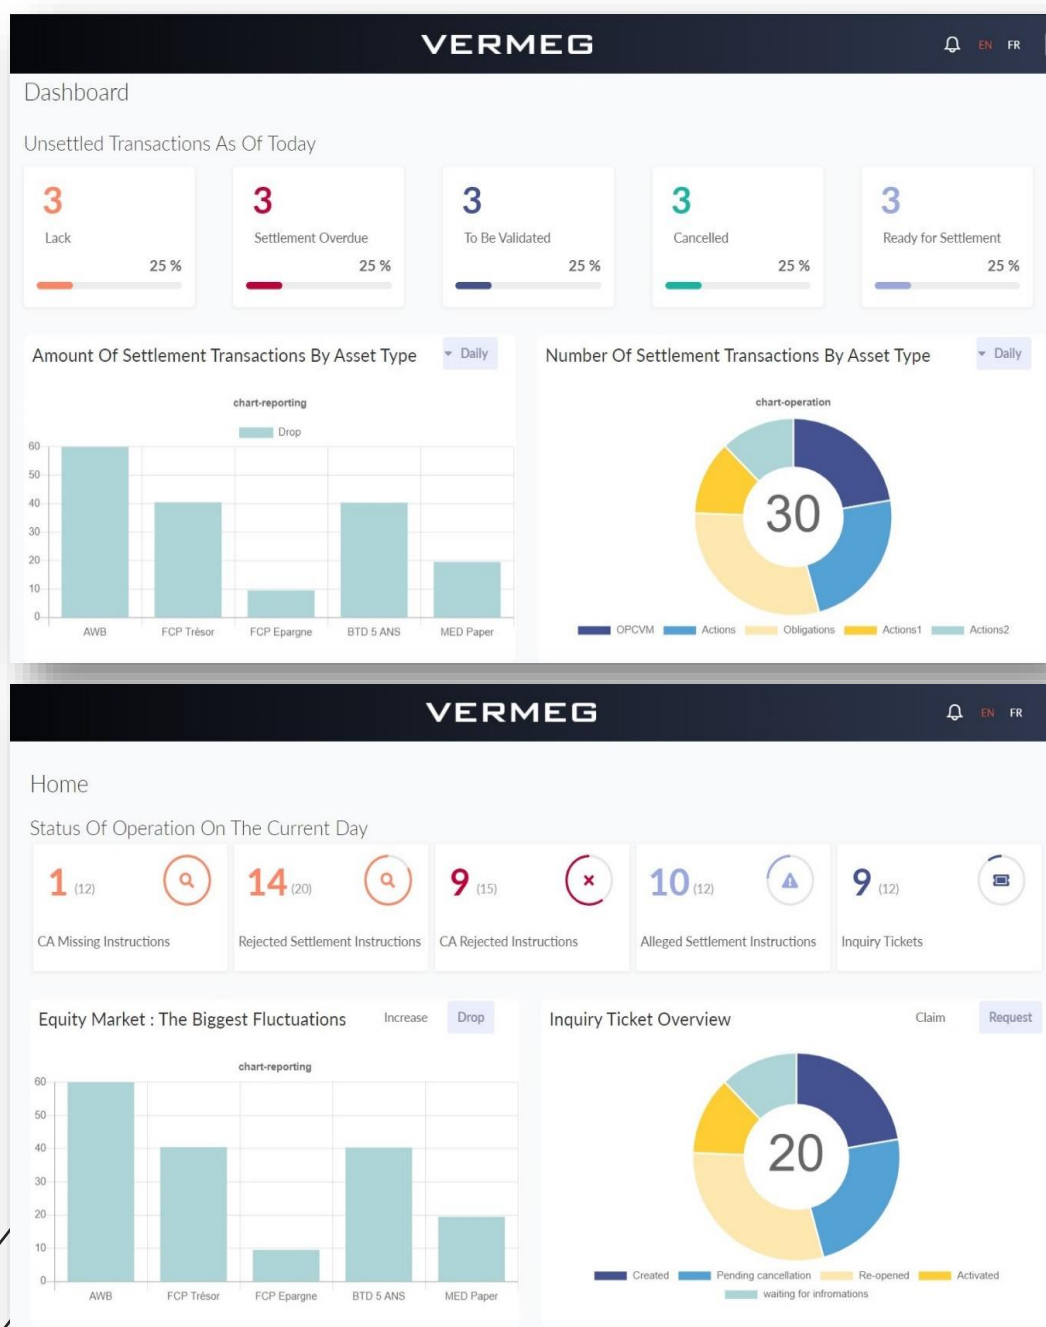 VERMEG
EN FR
Dashboard
Unsettled Transactions As Of Today
3
Lack
25 %
3
Settlement Overdue
25 %
3
To Be Validated
25 %
3
Cancelled
25 %
3
Ready for Settlement
25 %
Amount Of Settlement Transactions By Asset Type
Daily
chart-reporting
Drop
60
50
40
30
20
10
0
AWB FCP Trèsor FCP Epargne BTD 5 ANS MED Paper
Number Of Settlement Transactions By Asset Type
Daily
chart-operation
30
OPCVM Actions Obligations Actions1 Actions2
VERMEG
EN FR
Home
Status Of Operation On The Current Day
1 (12)
CA Missing Instructions
14 (20)
Rejected Settlement Instructions
9 (15)
CA Rejected Instructions
10 (12)
Alleged Settlement Instructions
9 (12)
Inquiry Tickets
Equity Market : The Biggest Fluctuations
Increase Drop
chart-reporting
60
50
40
30
20
10
0
AWB FCP Trèsor FCP Epargne BTD 5 ANS MED Paper
Inquiry Ticket Overview
Claim Request
20
Created Pending cancellation Re-opened Activated
waiting for infromations